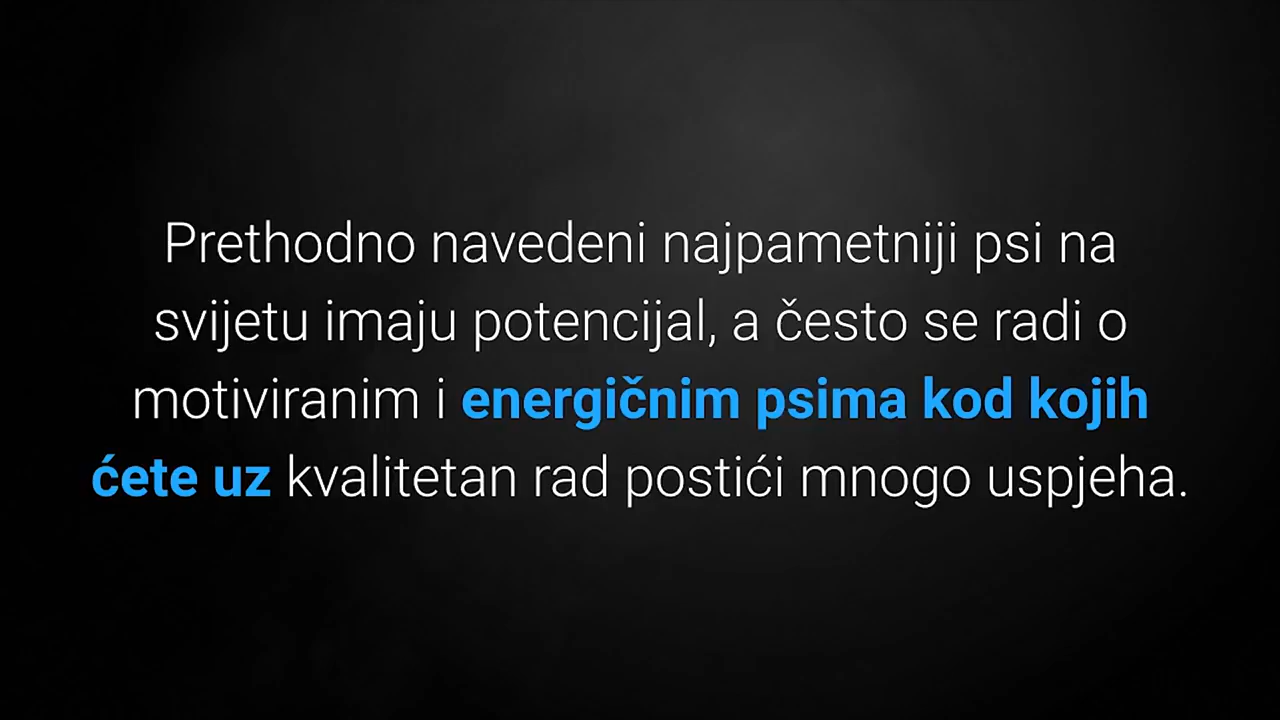 Prethodno navedeni najpametniji psi na
svijetu imaju potencijal, a često se radi o
motiviranim i energičnim psima kod kojih
ćete uz kvalitetan rad postići mnogo uspjeha.